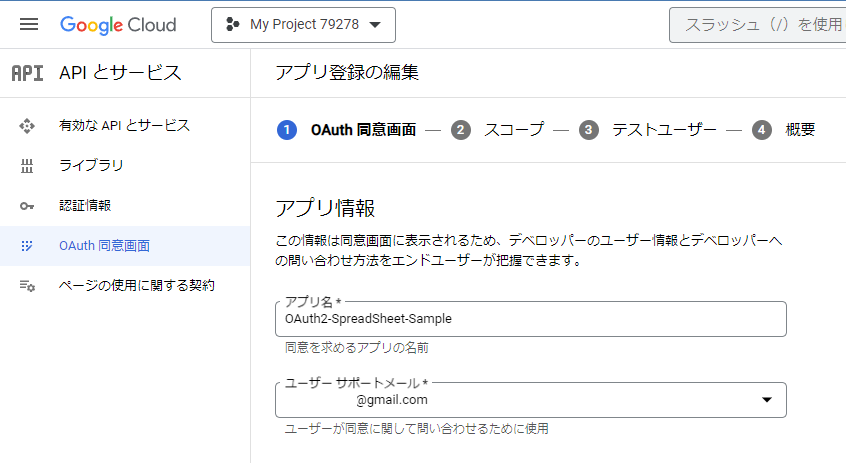 Google Cloud
My Project 79278
スラッシュ（/）を使用
API
API とサービス
有効な API とサービス
ライブラリ
認証情報
OAuth 同意画面
ページの使用に関する契約
アプリ登録の編集
1 OAuth 同意画面 — 2 スコープ — 3 テストユーザー — 4 概要
アプリ情報
この情報は同意画面に表示されるため、デベロッパーのユーザー情報とデベロッパーへ
の問い合わせ方法をエンドユーザーが把握できます。
アプリ名 *
OAuth2-SpreadSheet-Sample
同意を求めるアプリの名前
ユーザー サポートメール *
@gmail.com
ユーザーが同意に関して問い合わせるために使用